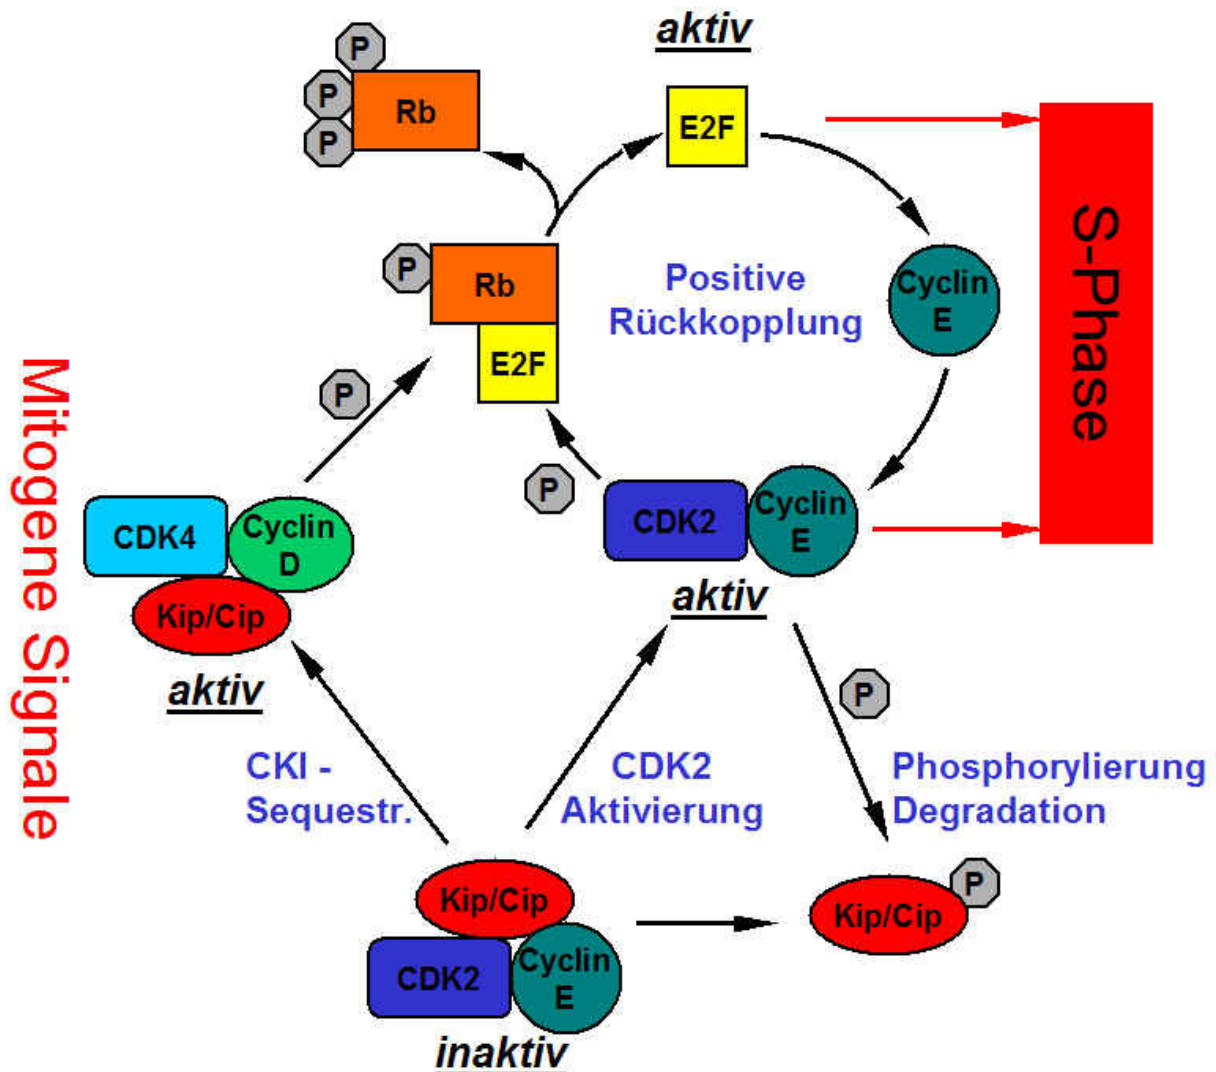 aktiv
P
Rb
P
P
E2F
P
Rb
E2F
Positive
Rückkopplung
Cyclin
E
S-Phase
Mitogene Signale
P
P
CDK4
Cyclin
D
Kip/Cip
aktiv
CDK2
Cyclin
E
aktiv
P
CKI -
Sequestr.
CDK2
Aktivierung
Phosphorylierung
Degradation
Kip/Cip
CDK2
Cyclin
E
inaktiv
Kip/Cip
P